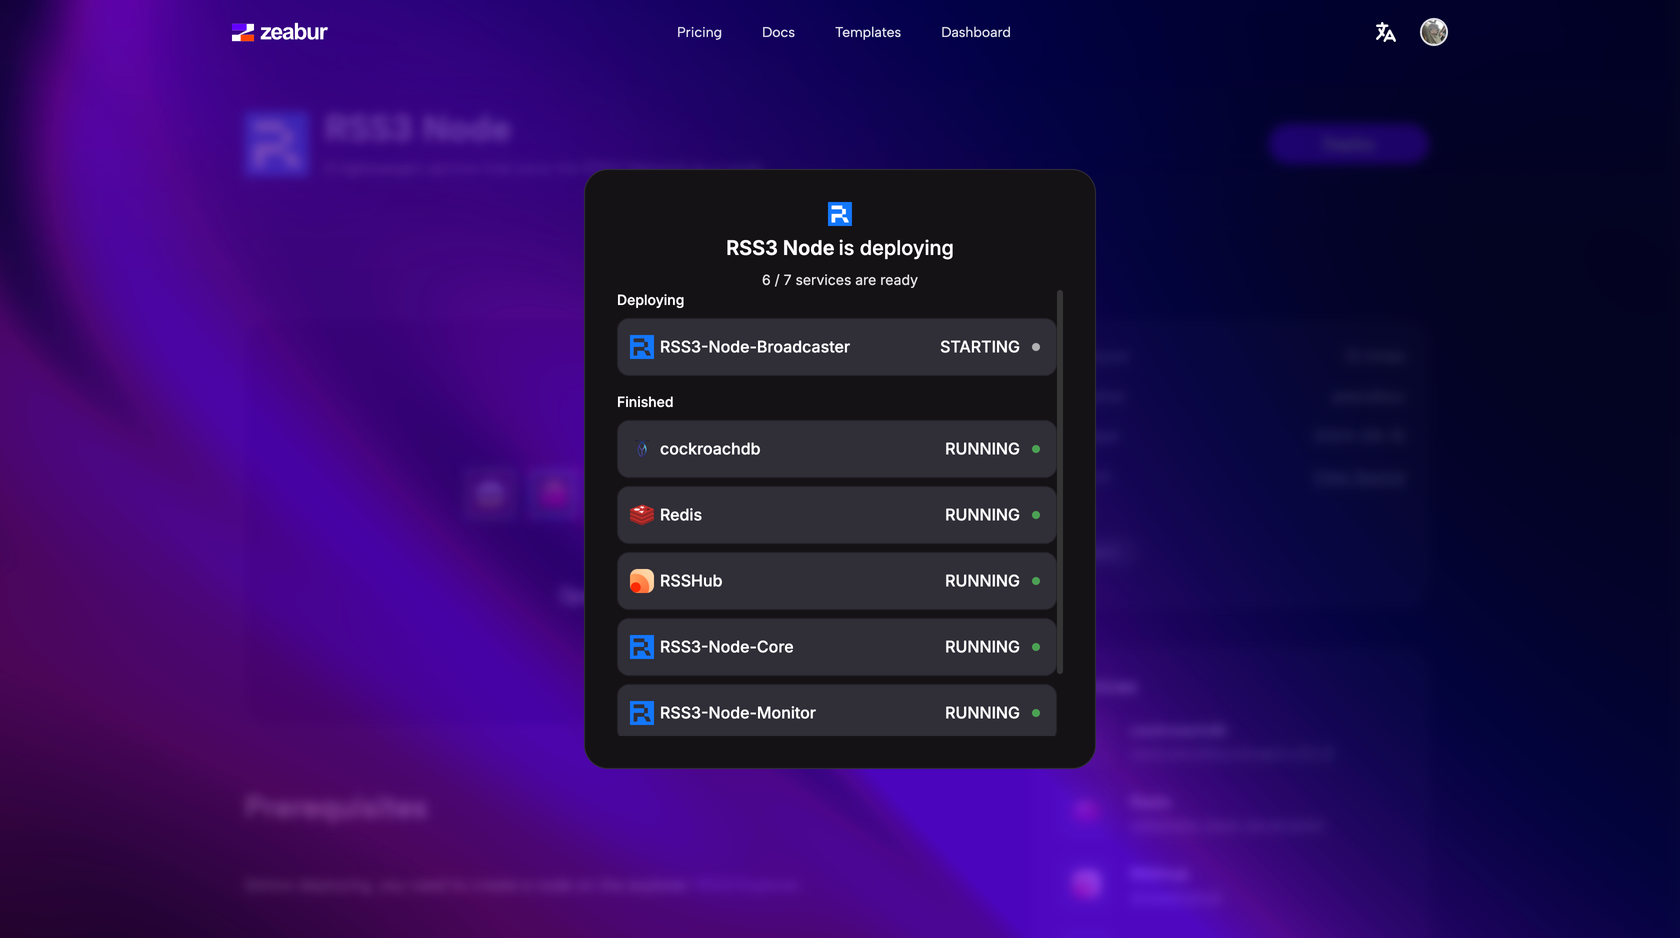 zeabur
Pricing
Docs
Templates
Dashboard
RSS3 Node
Deploy
RSS3 Node is deploying
6 / 7 services are ready
Deploying
RSS3-Node-Broadcaster STARTING
Finished
cockroachdb RUNNING
Redis RUNNING
RSSHub RUNNING
RSS3-Node-Core RUNNING
RSS3-Node-Monitor RUNNING
Prerequisites